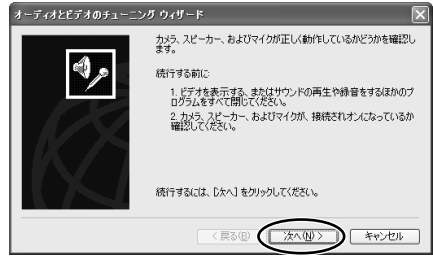 オーディオとビデオのチューニング ウィザード
カメラ、スピーカー、およびマイクが正しく動作しているかどうかを確認し
ます。
続行する前に:
1. ビデオを表示する、またはサウンドの再生や録音をするほかのプ
ログラムをすべて閉じてください。
2. カメラ、スピーカー、およびマイクが、接続されオンになっているか
確認してください。
続行するには、[次へ] をクリックしてください。
< 戻る(B)
次へ(N) >
キャンセル